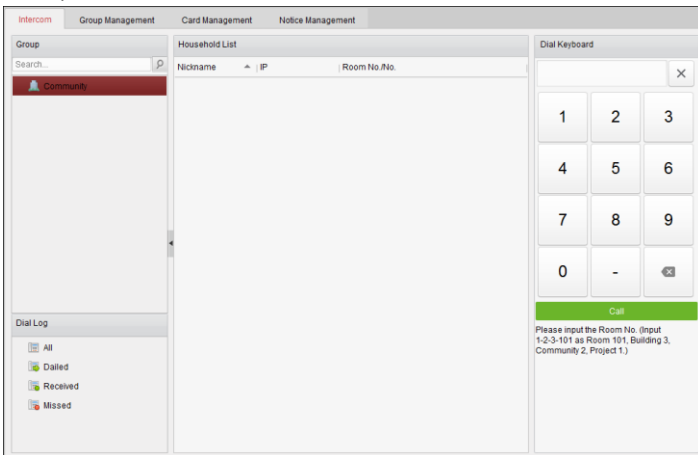 Intercom Group Management Card Management Notice Management
Group
Search...
Community
Dial Log
All
Dailed
Received
Missed
Household List
Nickname IP Room No./No.
Dial Keyboard
1 2 3
4 5 6
7 8 9
0 -
Call
Please input the Room No. (Input
1-2-3-101 as Room 101, Building 3,
Community 2, Project 1.)